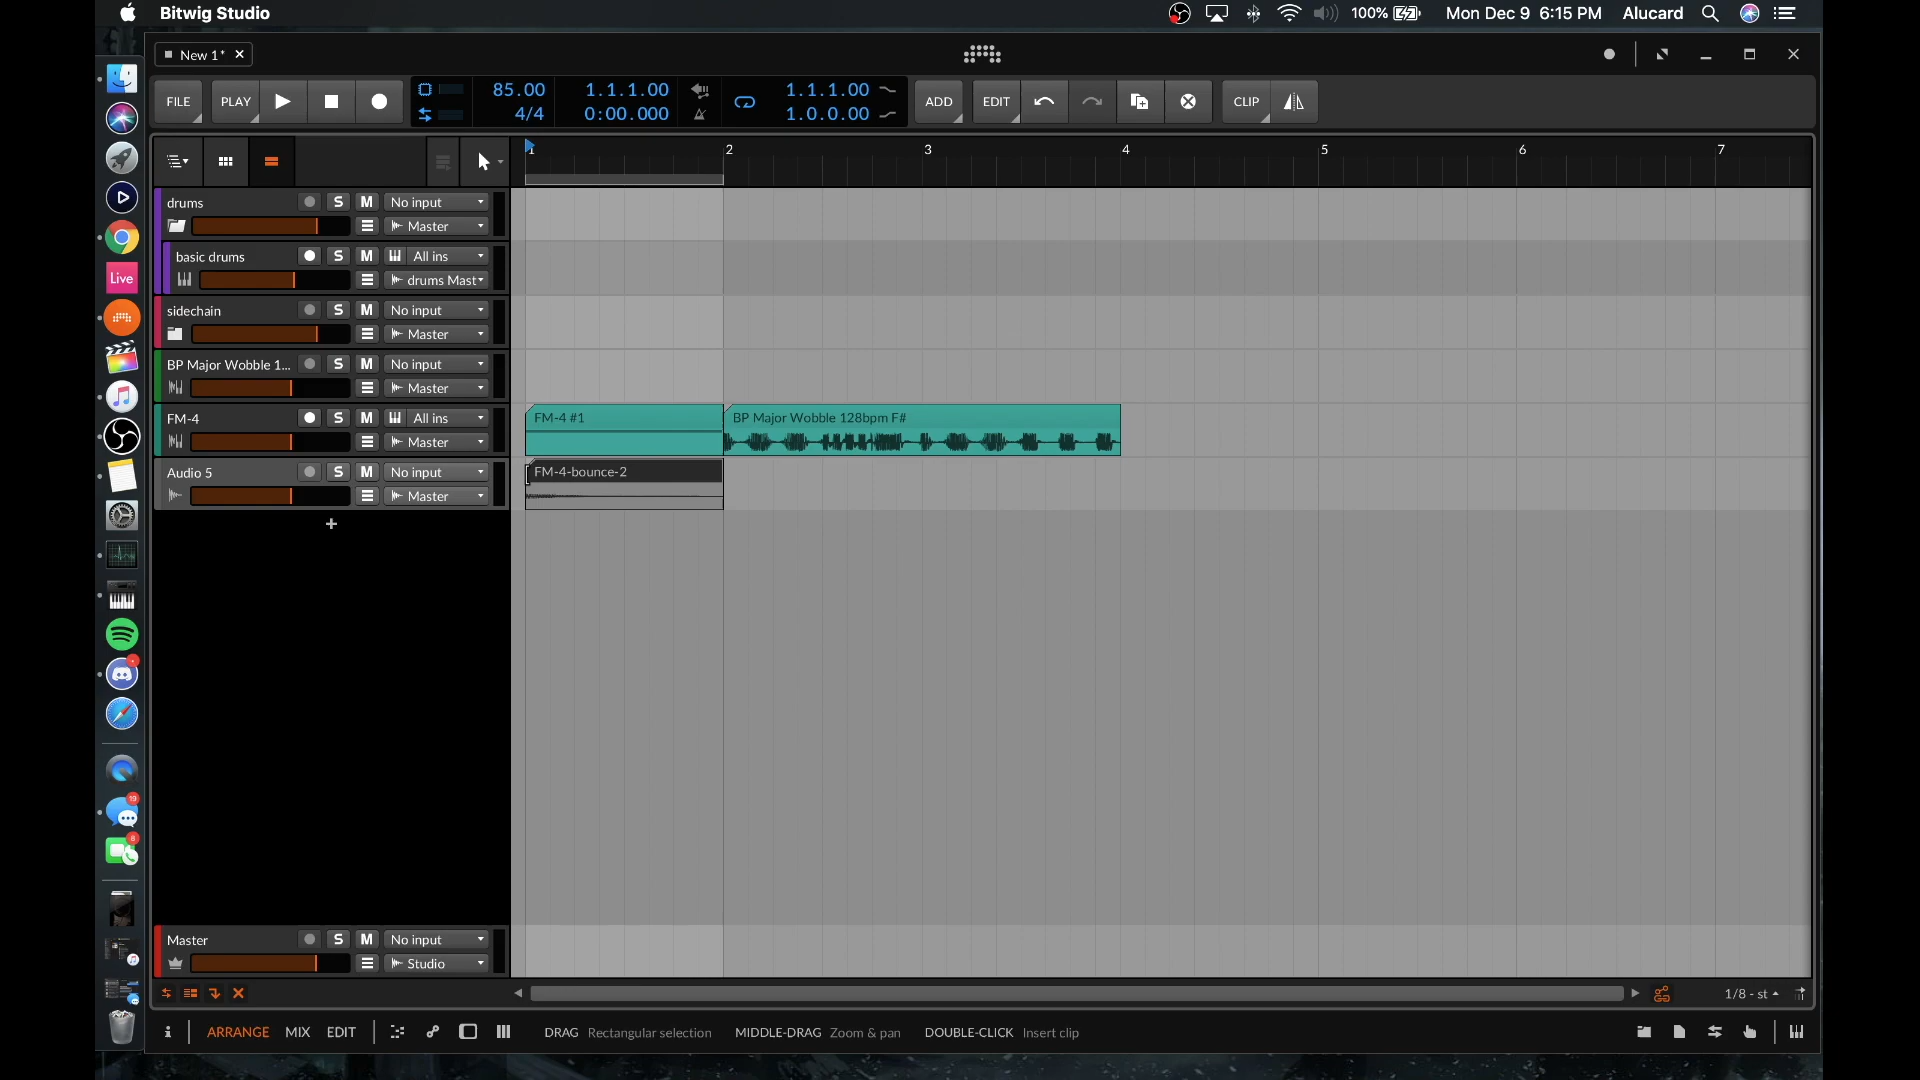 Bitwig Studio
100%
Mon Dec 9 6:15 PM
Alucard
New 1*
FILE
PLAY
85.00
4/4
1.1.1.00
0:00.000
1.1.1.00
1.0.0.00
ADD
EDIT
CLIP
1 2 3 4 5 6 7
drums
S M
No input
Master
basic drums
S M
All ins
drums Mast
sidechain
S M
No input
Master
BP Major Wobble 1...
S M
No input
Master
FM-4
S M
All ins
Master
FM-4 #1
BP Major Wobble 128bpm F#
Audio 5
S M
No input
Master
FM-4-bounce-2
+
Live
19
8
Master
S M
No input
Studio
1/8 - st
ARRANGE MIX EDIT
DRAG Rectangular selection
MIDDLE-DRAG Zoom & pan
DOUBLE-CLICK Insert clip